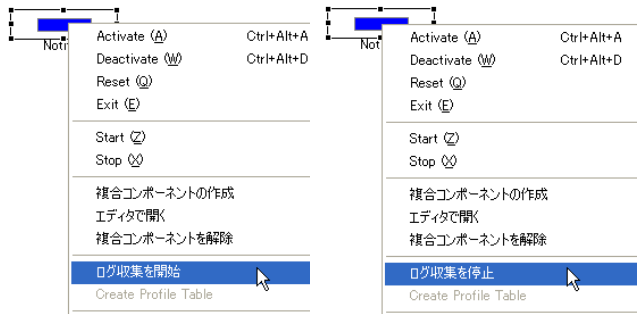 Noti
Activate (A) Ctrl+Alt+A
Deactivate (W) Ctrl+Alt+D
Reset (Q)
Exit (E)
Start (Z)
Stop (X)
複合コンポーネントの作成
エディタで開く
複合コンポーネントを解除
ログ収集を開始
Create Profile Table
Not
Activate (A) Ctrl+Alt+A
Deactivate (W) Ctrl+Alt+D
Reset (Q)
Exit (E)
Start (Z)
Stop (X)
複合コンポーネントの作成
エディタで開く
複合コンポーネントを解除
ログ収集を停止
Create Profile Table